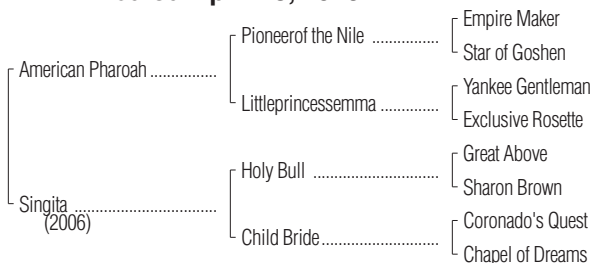 Empire Maker
Pioneerof the Nile ................
Star of Goshen
American Pharoah ................
Yankee Gentleman
Littleprincessemma ..............
Exclusive Rosette
Great Above
Holy Bull ..............................
Sharon Brown
Singita ..................................
(2006)
Coronado's Quest
Child Bride............................
Chapel of Dreams